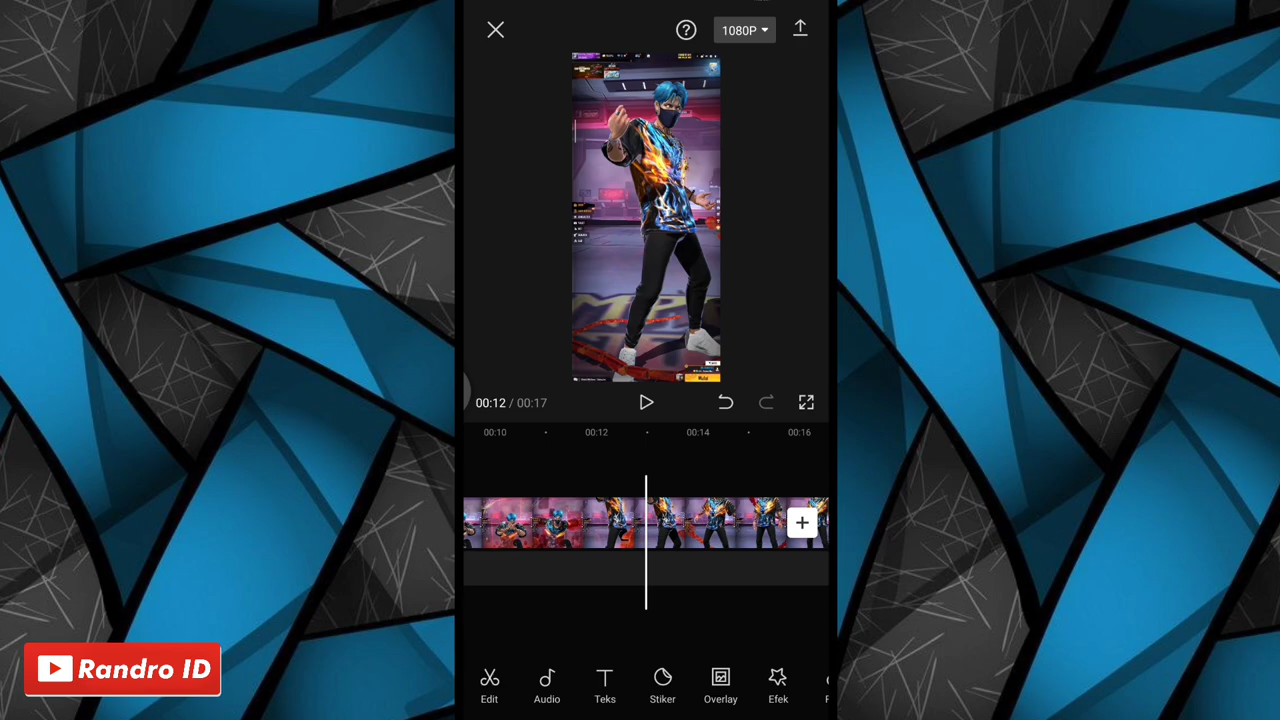 1080P
Mulai
00:12 / 00:17
00:10
00:12
00:14
00:16
Edit
Audio
Teks
Stiker
Overlay
Efek
Randro ID